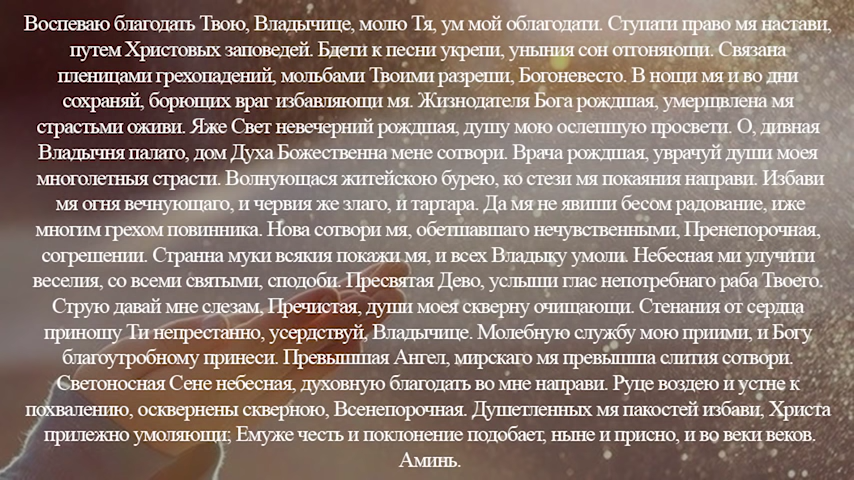 Воспеваю благодать Твою, Владычице, молю Тя, ум мой облагодати. Ступати право мя настави,
путем Христовых заповедей. Бдети к песни укрепи, уныния сон отгоняющи. Связана
пленицами грехопадений, мольбами Твоими разреши, Богоневесто. В нощи мя и во дни
сохраняй, борющих враг избавляющи мя. Жизнодателя Бога рождшая, умерщвлена мя
страстьми оживи. Яже Свет невечерний рождшая, душу мою ослепшую просвети. О, дивная
Владычня палато, дом Духа Божественна мене сотвори. Врача рождшая, уврачуй души моея
многолетныя страсти. Волнующася житейскою бурею, ко стези мя покаяния направи. Избави
мя огня вечнующаго, и червия же злаго, и тартара. Да мя не явиши бесом радование, иже
многим грехом повинника. Нова сотвори мя, обетшавшаго нечувственными, Пренепорочная,
согрешении. Странна муки всякия покажи мя, и всех Владыку умоли. Небесная ми улучити
веселия, со всеми святыми, сподоби. Пресвятая Дево, услыши глас непотребнаго раба Твоего.
Струю давай мне слезам, Пречистая, души моея скверну очищающи. Стенания от сердца
приношу Ти непрестанно, усердствуй, Владычице. Молебную службу мою приими, и Богу
благоутробному принеси. Превышшая Ангел, мирскаго мя превышша слития сотвори.
Светоносная Сене небесная, духовную благодать во мне направи. Руце воздею и устне к
похвалению, осквернены скверною, Всенепорочная. Душетленных мя пакостей избави, Христа
прилежно умоляющи; Емуже честь и поклонение подобает, ныне и присно, и во веки веков.
Аминь.